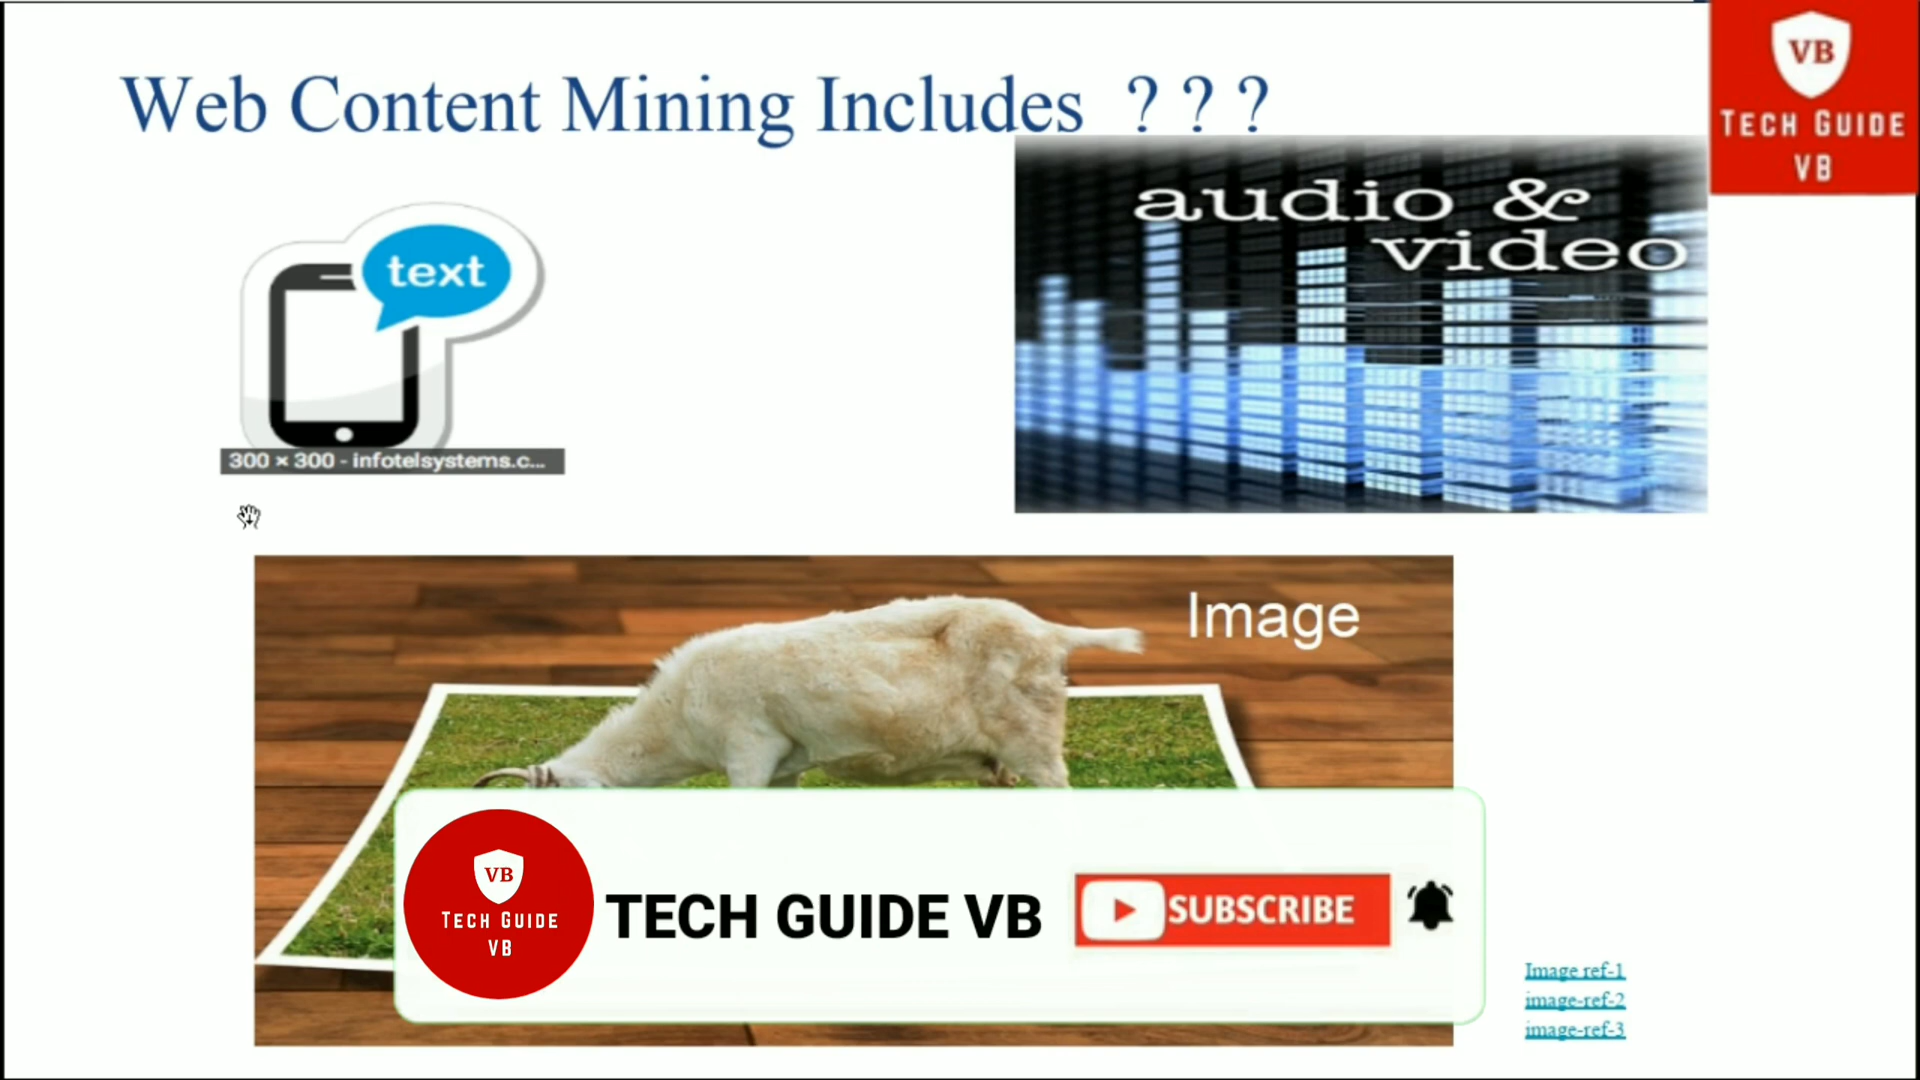 Web Content Mining Includes ? ? ?
VB
TECH GUIDE
VB
audio &
video
text
300 × 300 - infotelsystems.c...
Image
VB
TECH GUIDE
VB
TECH GUIDE VB
SUBSCRIBE
Image ref-1
image-ref-2
image-ref-3